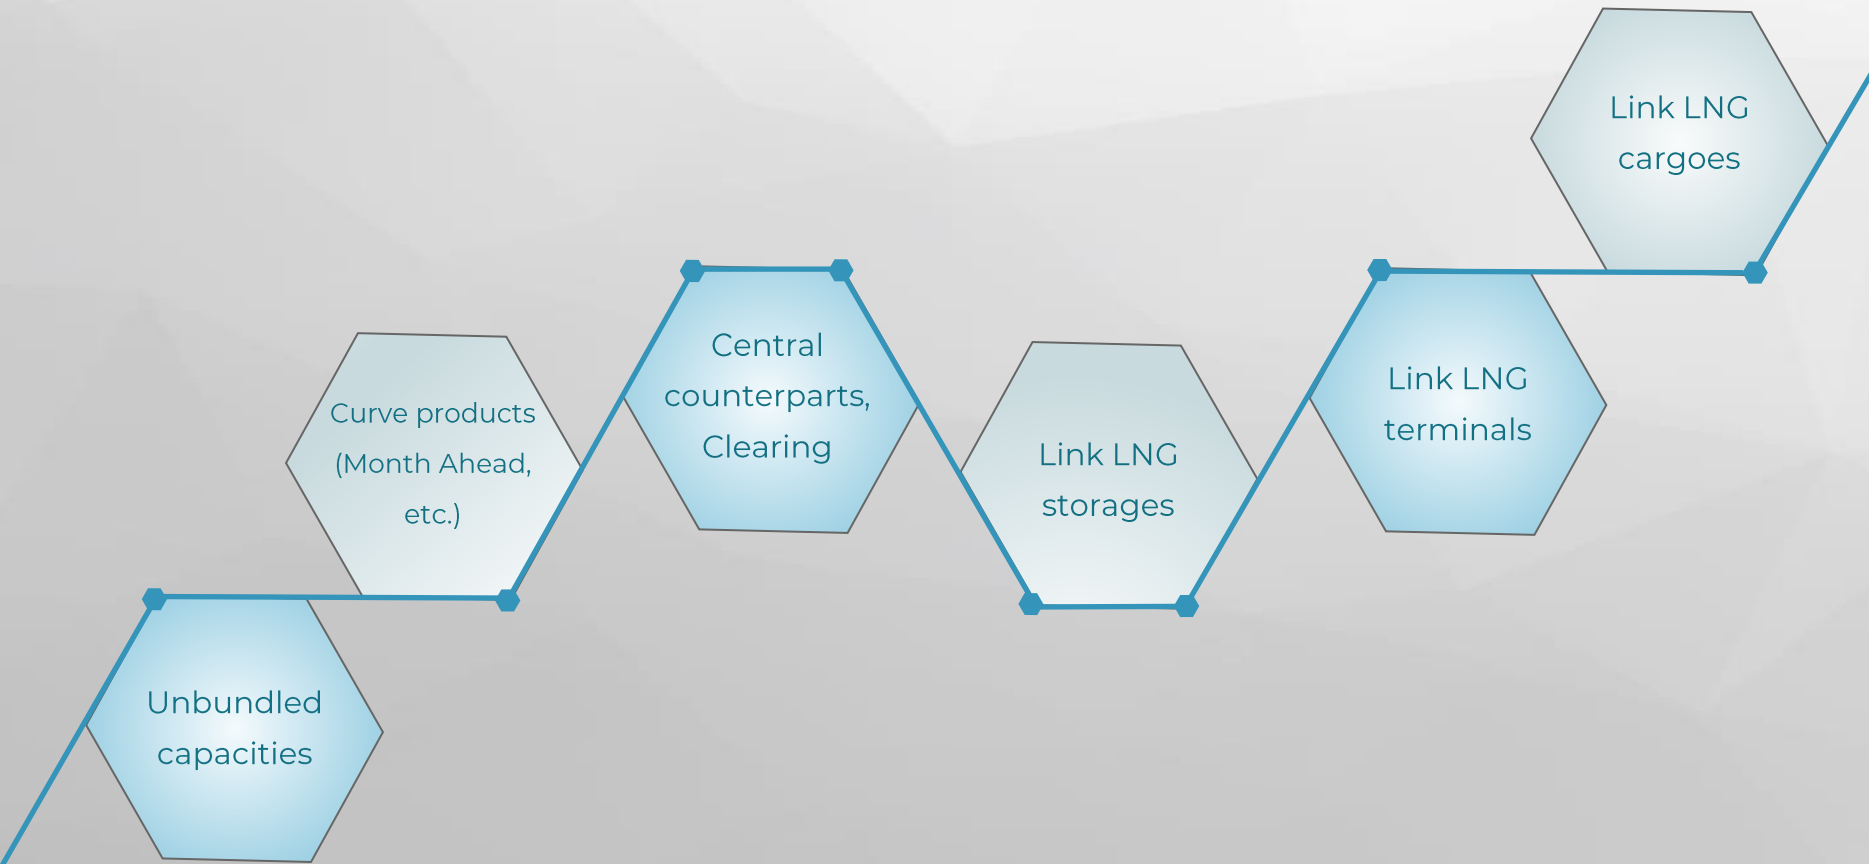 Unbundled
capacities
Curve products
(Month Ahead,
etc.)
Central
counterparts,
Clearing
Link LNG
storages
Link LNG
terminals
Link LNG
cargoes